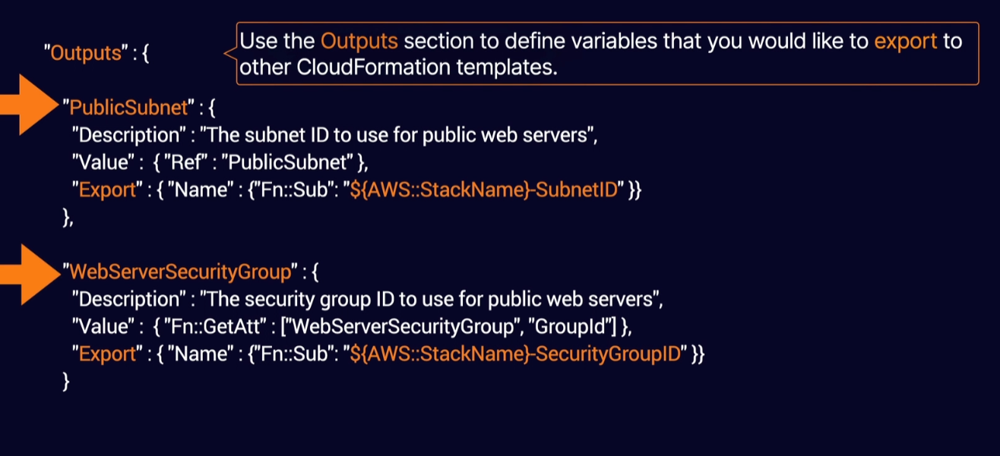 "Outputs" : {
Use the Outputs section to define variables that you would like to export to
other CloudFormation templates.
"PublicSubnet" : {
"Description" : "The subnet ID to use for public web servers",
"Value" : { "Ref" : "PublicSubnet" },
"Export" : { "Name" : {"Fn::Sub": "${AWS::StackName}-SubnetID" }}
},
"WebServerSecurityGroup" : {
"Description" : "The security group ID to use for public web servers",
"Value" : { "Fn::GetAtt" : ["WebServerSecurityGroup", "GroupId"] },
"Export" : { "Name" : {"Fn::Sub": "${AWS::StackName}-SecurityGroupID" }}
}